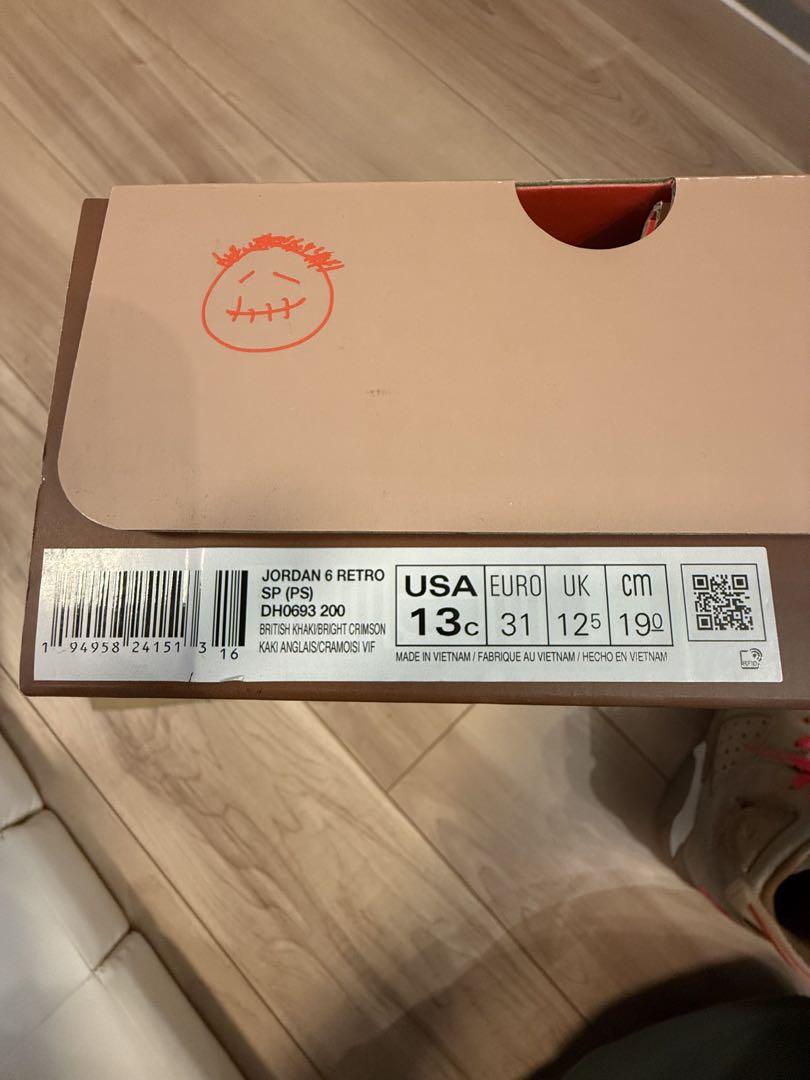 JORDAN 6 RETRO
SP (PS)
DH0693 200
BRITISH KHAKI/BRIGHT CRIMSON
KAKI ANGLAIS/CRAMOISI VIF
1 94958 24151 3 16
USA EURO UK cm
13c 31 12 5 19 0
MADE IN VIETNAM / FABRIQUE AU VIETNAM / HECHO EN VIETNAM
RFID